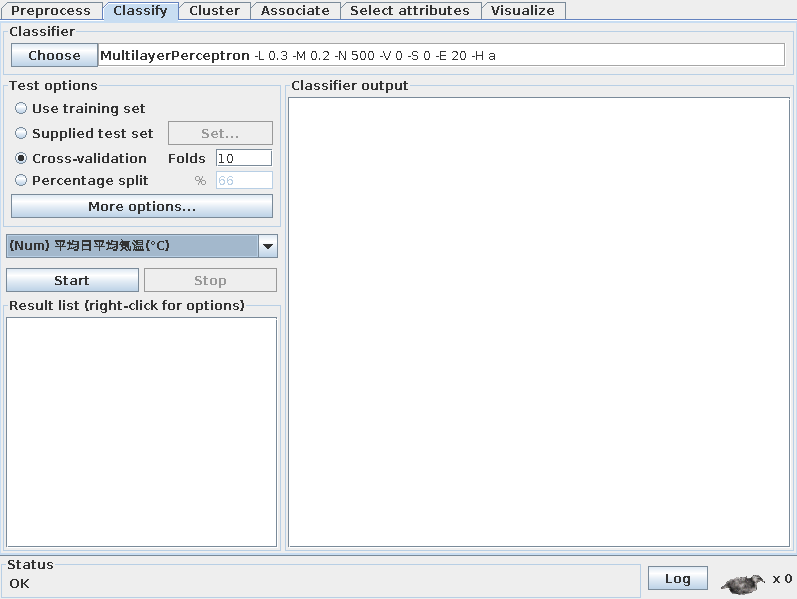 Preprocess Classify Cluster Associate Select attributes Visualize
Classifier
Choose MultilayerPerceptron -L 0.3 -M 0.2 -N 500 -V 0 -S 0 -E 20 -H a
Test options
Use training set
Supplied test set Set...
Cross-validation Folds 10
Percentage split % 66
More options...
(Num) 平均日平均気温(°C)
Start Stop
Result list (right-click for options)
Classifier output
Status
OK
Log x 0